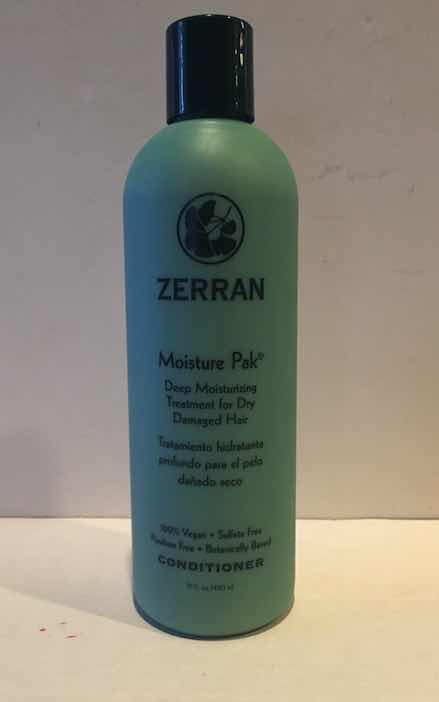 ZERRAN
Moisture Pak®
Deep Moisturizing
Treatment for Dry
Damaged Hair
Tratamiento hidratante
profundo para el pelo
dañado seco
100% Vegan • Sulfate Free
Free • Botanically Based
CONDITIONER